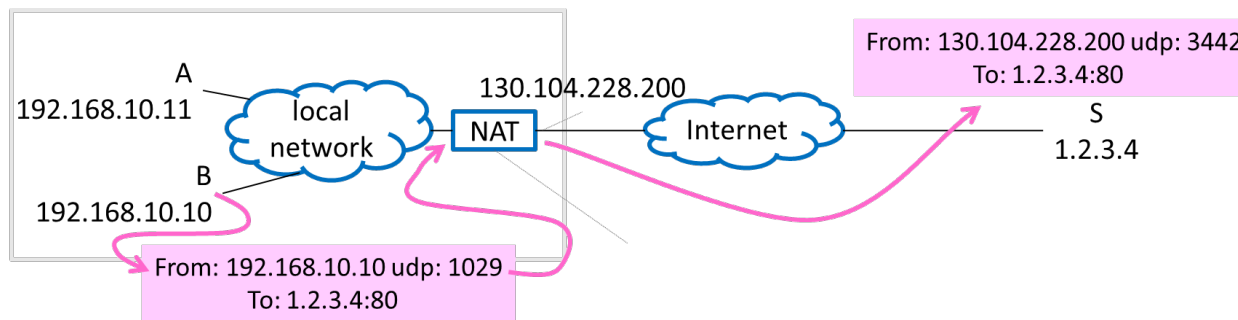 From: 130.104.228.200 udp: 3442
To: 1.2.3.4:80
A
192.168.10.11
local
network
130.104.228.200
NAT
Internet
S
1.2.3.4
B
192.168.10.10
From: 192.168.10.10 udp: 1029
To: 1.2.3.4:80